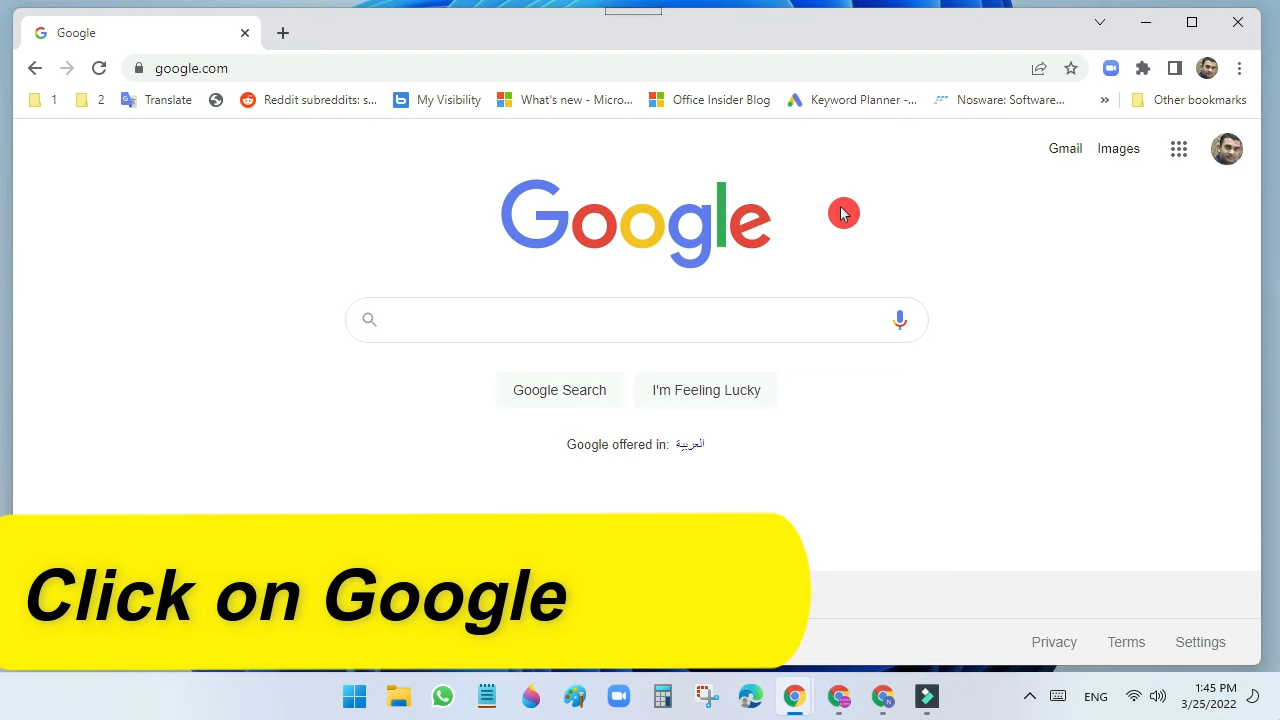 Google
google.com
1
2
Translate
Reddit subreddits: s...
My Visibility
What's new - Micro...
Office Insider Blog
Keyword Planner -...
Nosware: Software...
»
Other bookmarks
Gmail
Images
Google
Google Search
I'm Feeling Lucky
Google offered in: العربية
Click on Google
Privacy
Terms
Settings
ENG
1:45 PM
3/25/2022